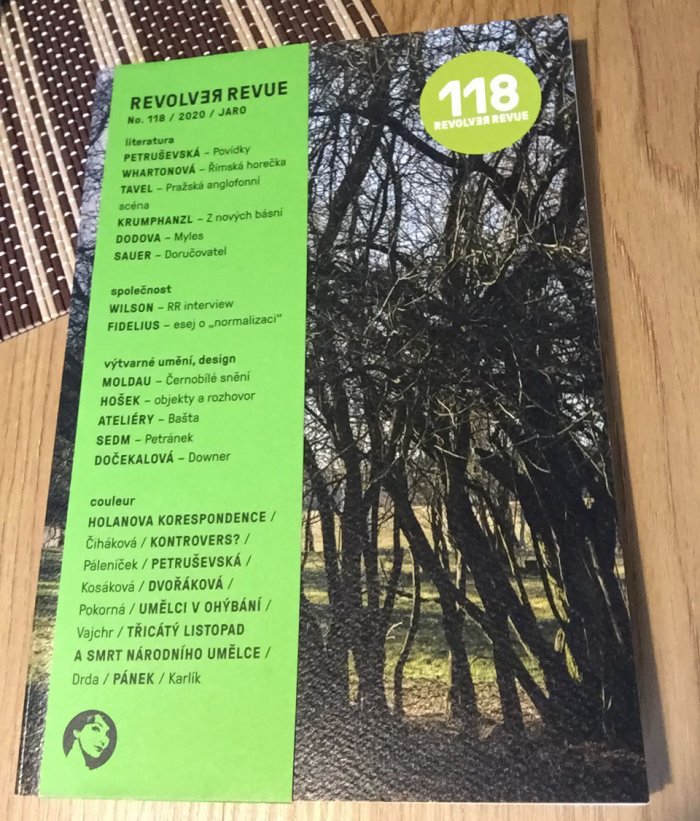 REVOLVEЯ REVUE
No. 118 / 2020 / JARO
literatura
PETRUŠEVSKÁ – Povídky
WHARTONOVÁ – Římská horečka
TAVEL – Pražská anglofonní
scéna
KRUMPHANZL – Z nových básní
DODOVA – Myles
SAUER – Doručovatel
společnost
WILSON – RR interview
FIDELIUS – esej o „normalizaci“
výtvarné umění, design
MOLDAU – Černobílé snění
HOŠEK – objekty a rozhovor
ATELIÉRY – Bašta
SEDM – Petránek
DOČEKALOVÁ – Downer
couleur
HOLANOVA KORESPONDENCE /
Čiháková / KONTROVERS? /
Páleníček / PETRUŠEVSKÁ /
Kosáková / DVOŘÁKOVÁ /
Pokorná / UMĚLCI V OHÝBÁNÍ /
Vajchr / TŘICÁTÝ LISTOPAD
A SMRT NÁRODNÍHO UMĚLCE /
Drda / PÁNEK / Karlík
118
REVOLVEЯ REVUE